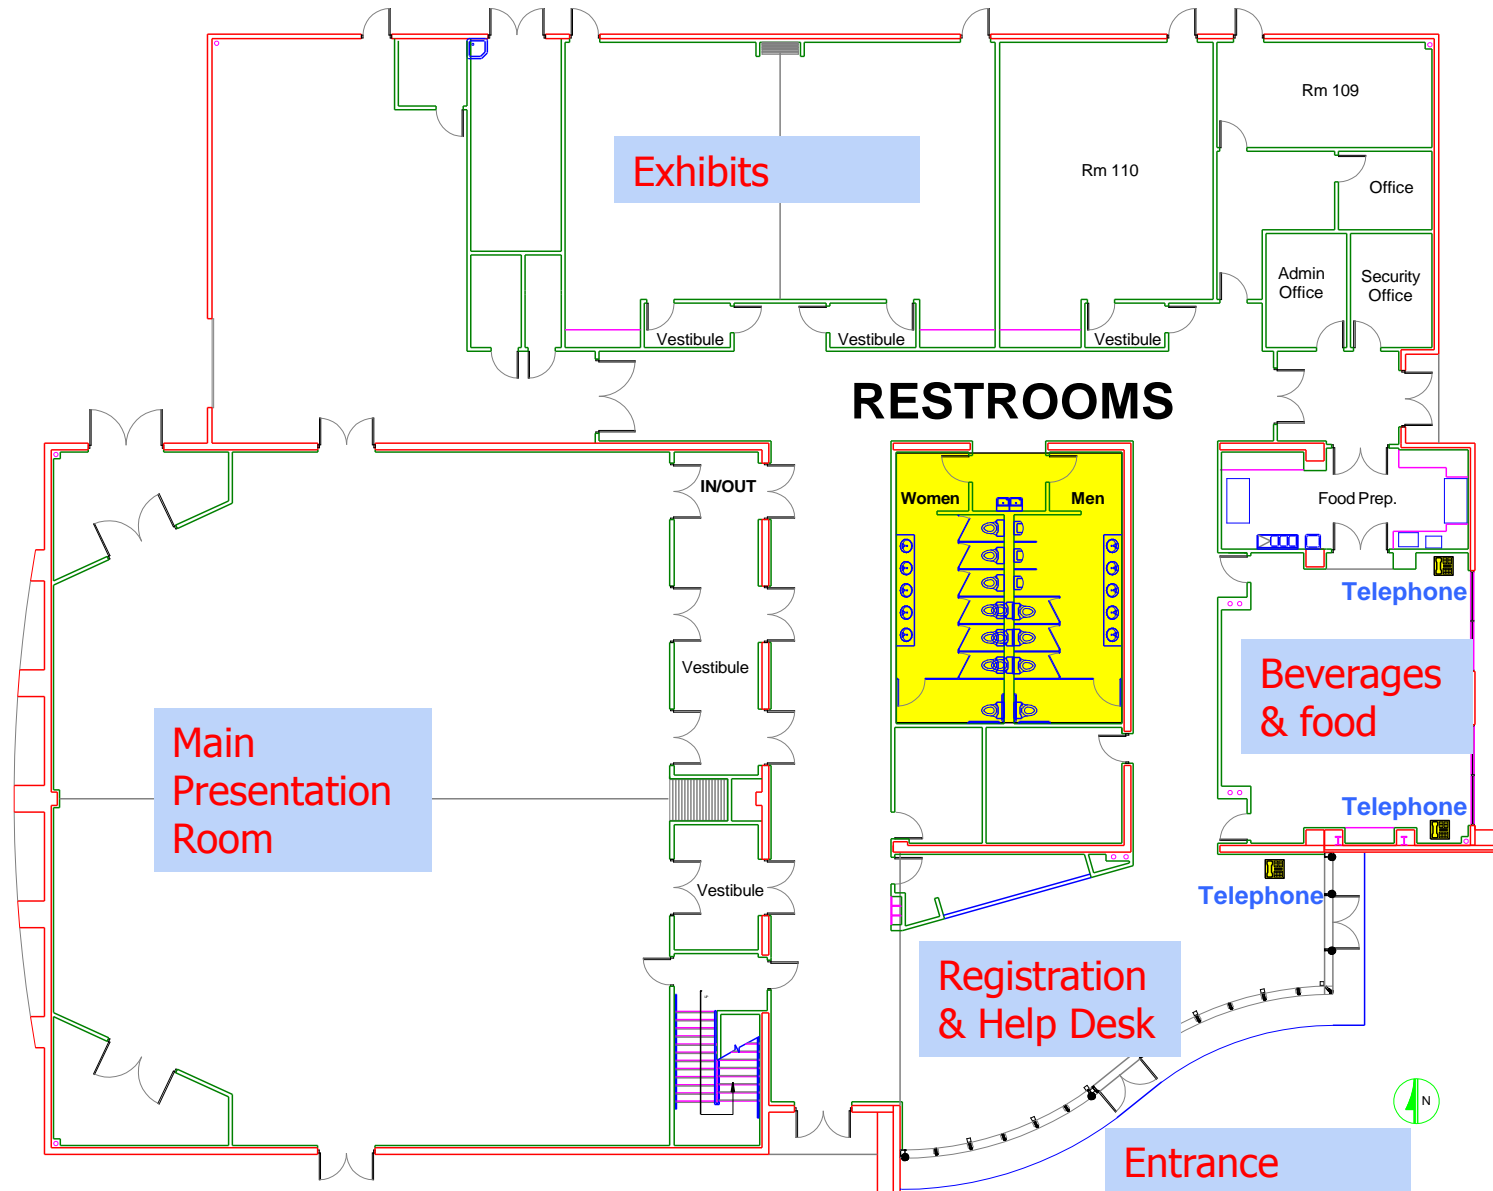 Rm 109
Exhibits
Rm 110
Office
Admin
Office
Security
Office
Vestibule
Vestibule
Vestibule
RESTROOMS
IN/OUT
Women
Men
Food Prep.
Telephone
Vestibule
Beverages
& food
Main
Presentation
Room
Telephone
Vestibule
Telephone
Registration
& Help Desk
N
N
Entrance